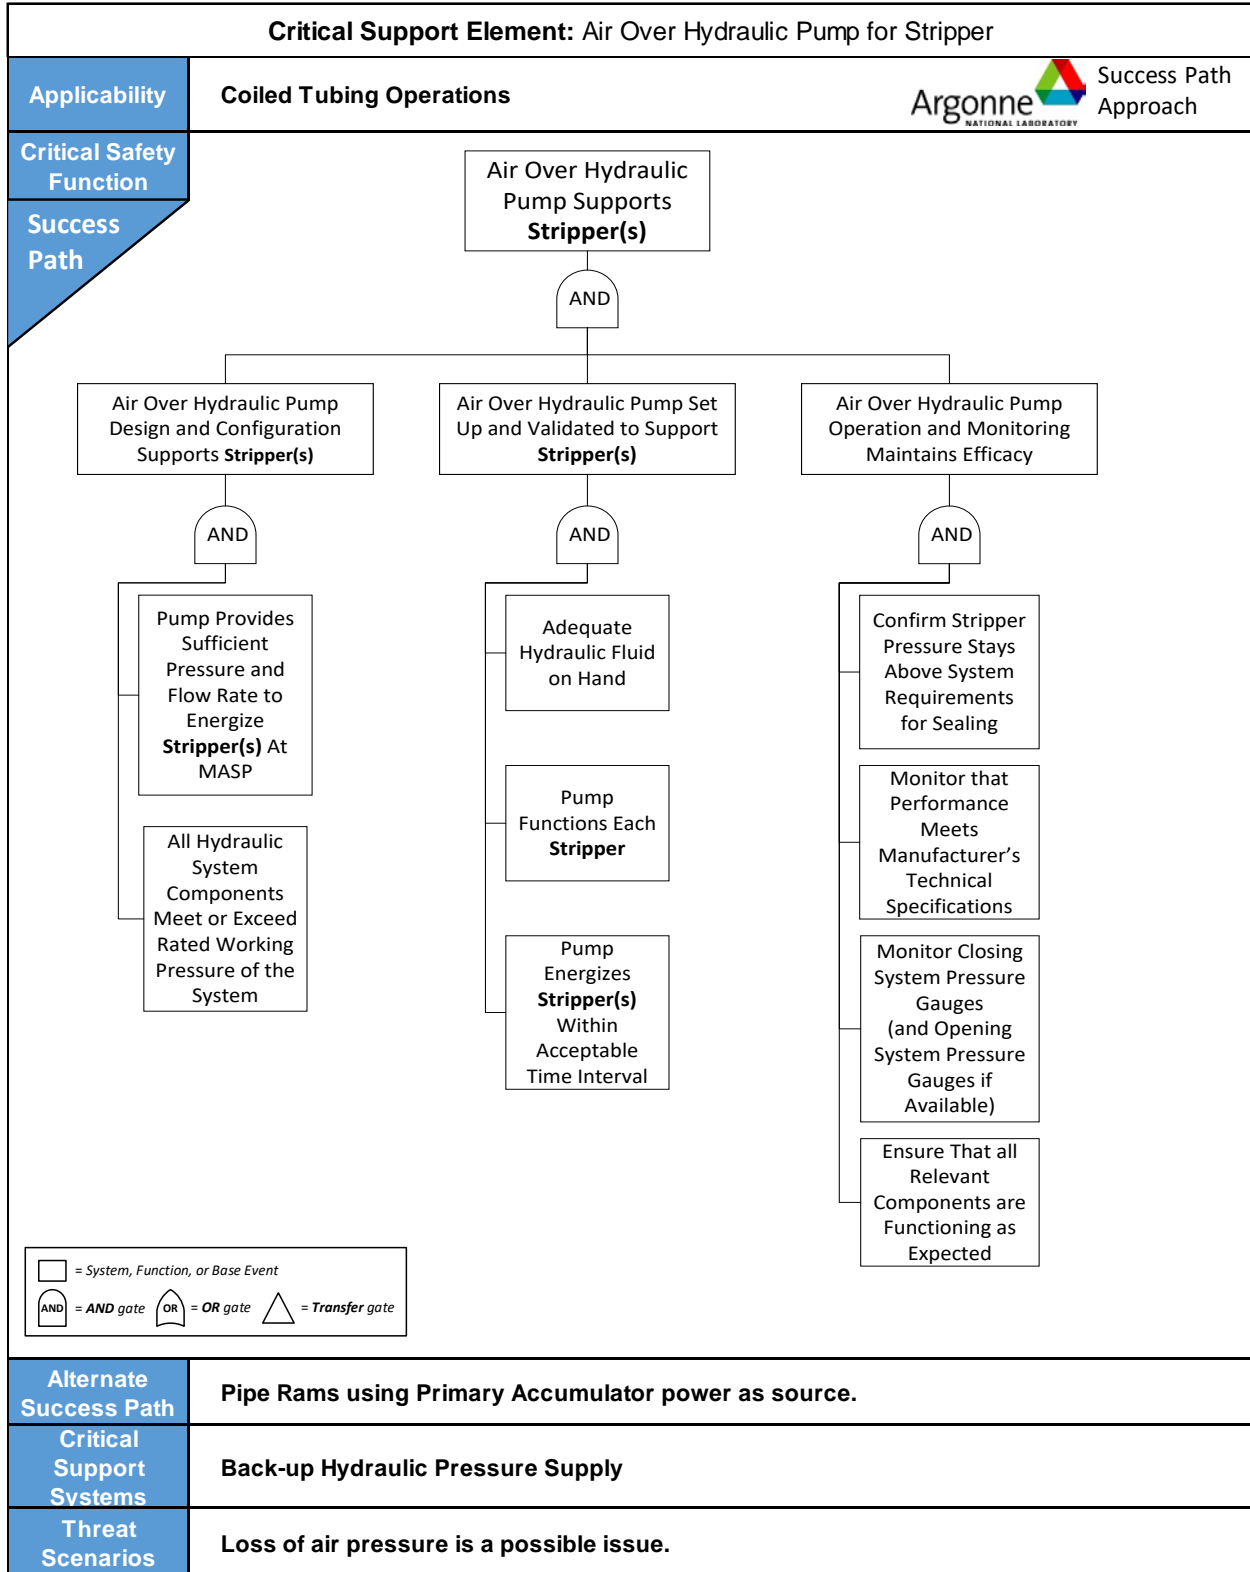 Critical Support Element: Air Over Hydraulic Pump for Stripper
Applicability
Coiled Tubing Operations
Argonne
NATIONAL LABORATORY
Success Path
Approach
Critical Safety
Function
Success
Path
Air Over Hydraulic
Pump Supports
Stripper(s)
AND
Air Over Hydraulic Pump
Design and Configuration
Supports Stripper(s)
AND
Pump Provides
Sufficient
Pressure and
Flow Rate to
Energize
Stripper(s) At
MASP
All Hydraulic
System
Components
Meet or Exceed
Rated Working
Pressure of the
System
Air Over Hydraulic Pump Set
Up and Validated to Support
Stripper(s)
AND
Adequate
Hydraulic Fluid
on Hand
Pump
Functions Each
Stripper
Pump
Energizes
Stripper(s)
Within
Acceptable
Time Interval
Air Over Hydraulic Pump
Operation and Monitoring
Maintains Efficacy
AND
Confirm Stripper
Pressure Stays
Above System
Requirements
for Sealing
Monitor that
Performance
Meets
Manufacturer’s
Technical
Specifications
Monitor Closing
System Pressure
Gauges
(and Opening
System Pressure
Gauges if
Available)
Ensure That all
Relevant
Components are
Functioning as
Expected
= System, Function, or Base Event
AND = AND gate OR = OR gate = Transfer gate
Alternate
Success Path
Pipe Rams using Primary Accumulator power as source.
Critical
Support
Systems
Back-up Hydraulic Pressure Supply
Threat
Scenarios
Loss of air pressure is a possible issue.